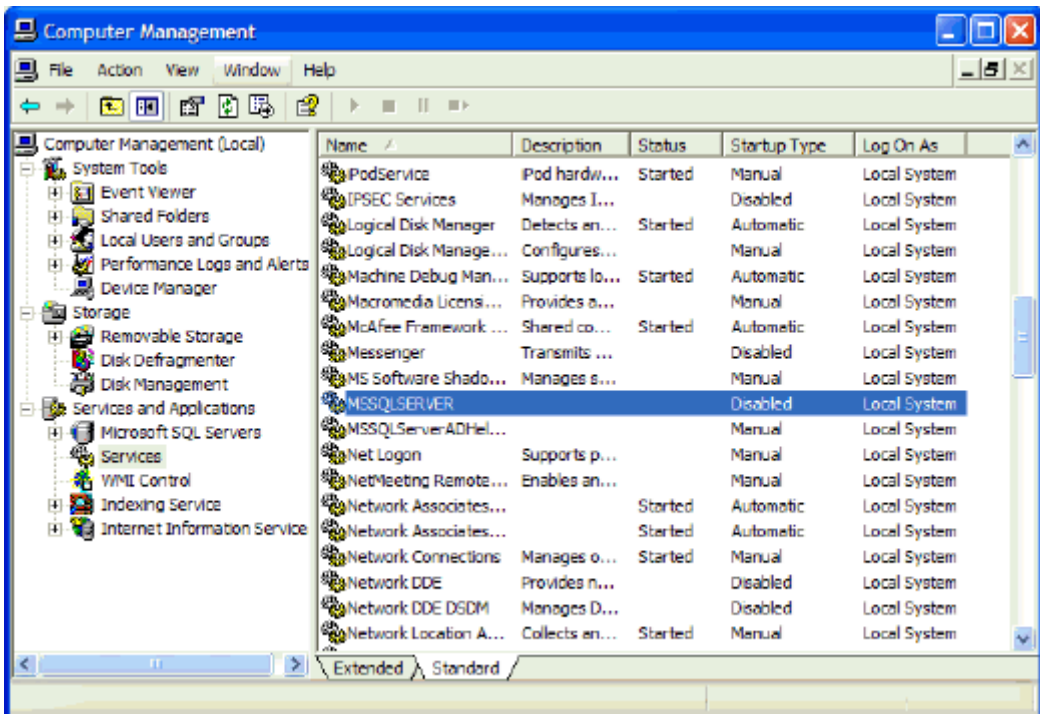 Computer Management
File Action View Window Help
Computer Management (Local)
System Tools
Event Viewer
Shared Folders
Local Users and Groups
Performance Logs and Alerts
Device Manager
Storage
Removable Storage
Disk Defragmenter
Disk Management
Services and Applications
Microsoft SQL Servers
Services
WMI Control
Indexing Service
Internet Information Service
Name Description Status Startup Type Log On As
iPodService iPod hardw... Started Manual Local System
IPSEC Services Manages I... Disabled Local System
Logical Disk Manager Detects an... Started Automatic Local System
Logical Disk Manage... Configures... Manual Local System
Machine Debug Man... Supports lo... Started Automatic Local System
Macromedia Licensi... Provides a... Manual Local System
McAfee Framework ... Shared co... Started Automatic Local System
Messenger Transmits ... Disabled Local System
MS Software Shado... Manages s... Manual Local System
MSSQLSERVER Disabled Local System
MSSQLServerADHel... Manual Local System
Net Logon Supports p... Manual Local System
NetMeeting Remote... Enables an... Manual Local System
Network Associates... Started Automatic Local System
Network Associates... Started Automatic Local System
Network Connections Manages o... Started Manual Local System
Network DDE Provides n... Disabled Local System
Network DDE DSDM Manages D... Disabled Local System
Network Location A... Collects an... Started Manual Local System
Extended Standard